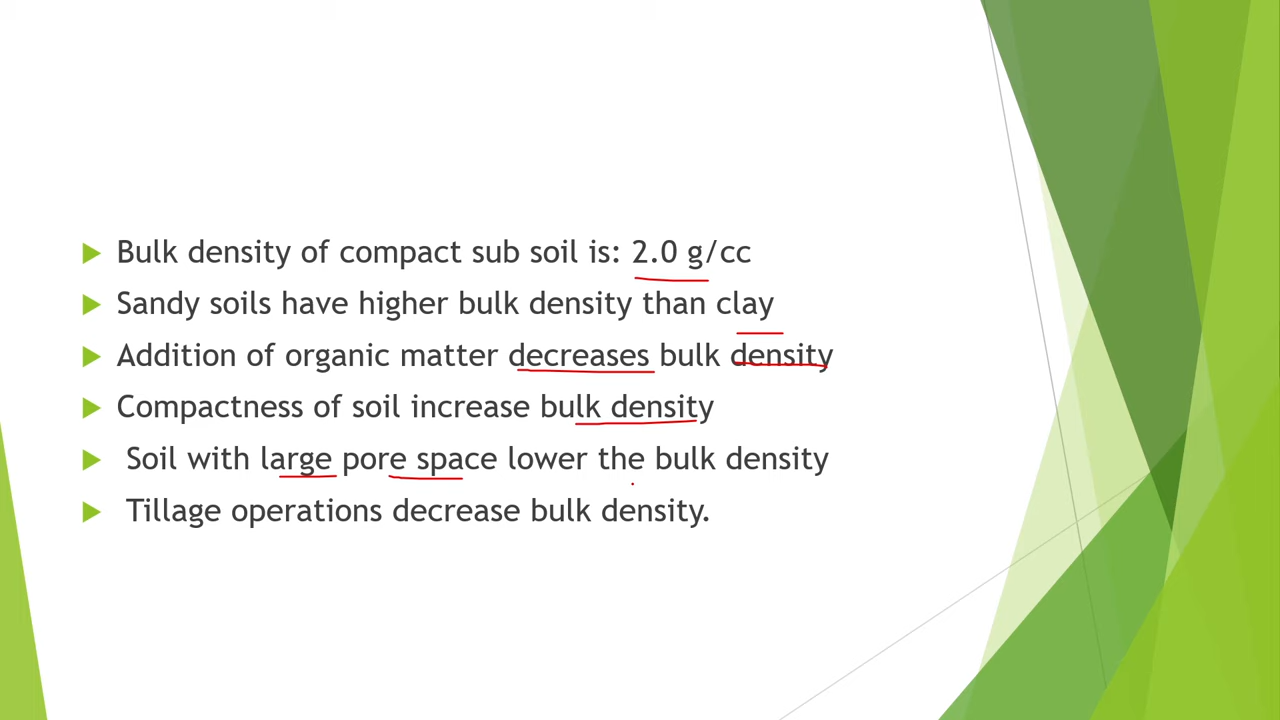 Bulk density of compact sub soil is: 2.0 g/cc
Sandy soils have higher bulk density than clay
Addition of organic matter decreases bulk density
Compactness of soil increase bulk density
Soil with large pore space lower the bulk density
Tillage operations decrease bulk density.